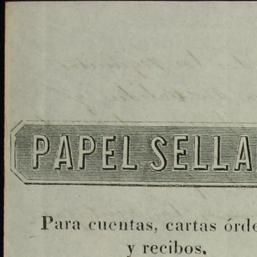 PAPEL SELLA
Para cuentas, cartas órde
y recibos.